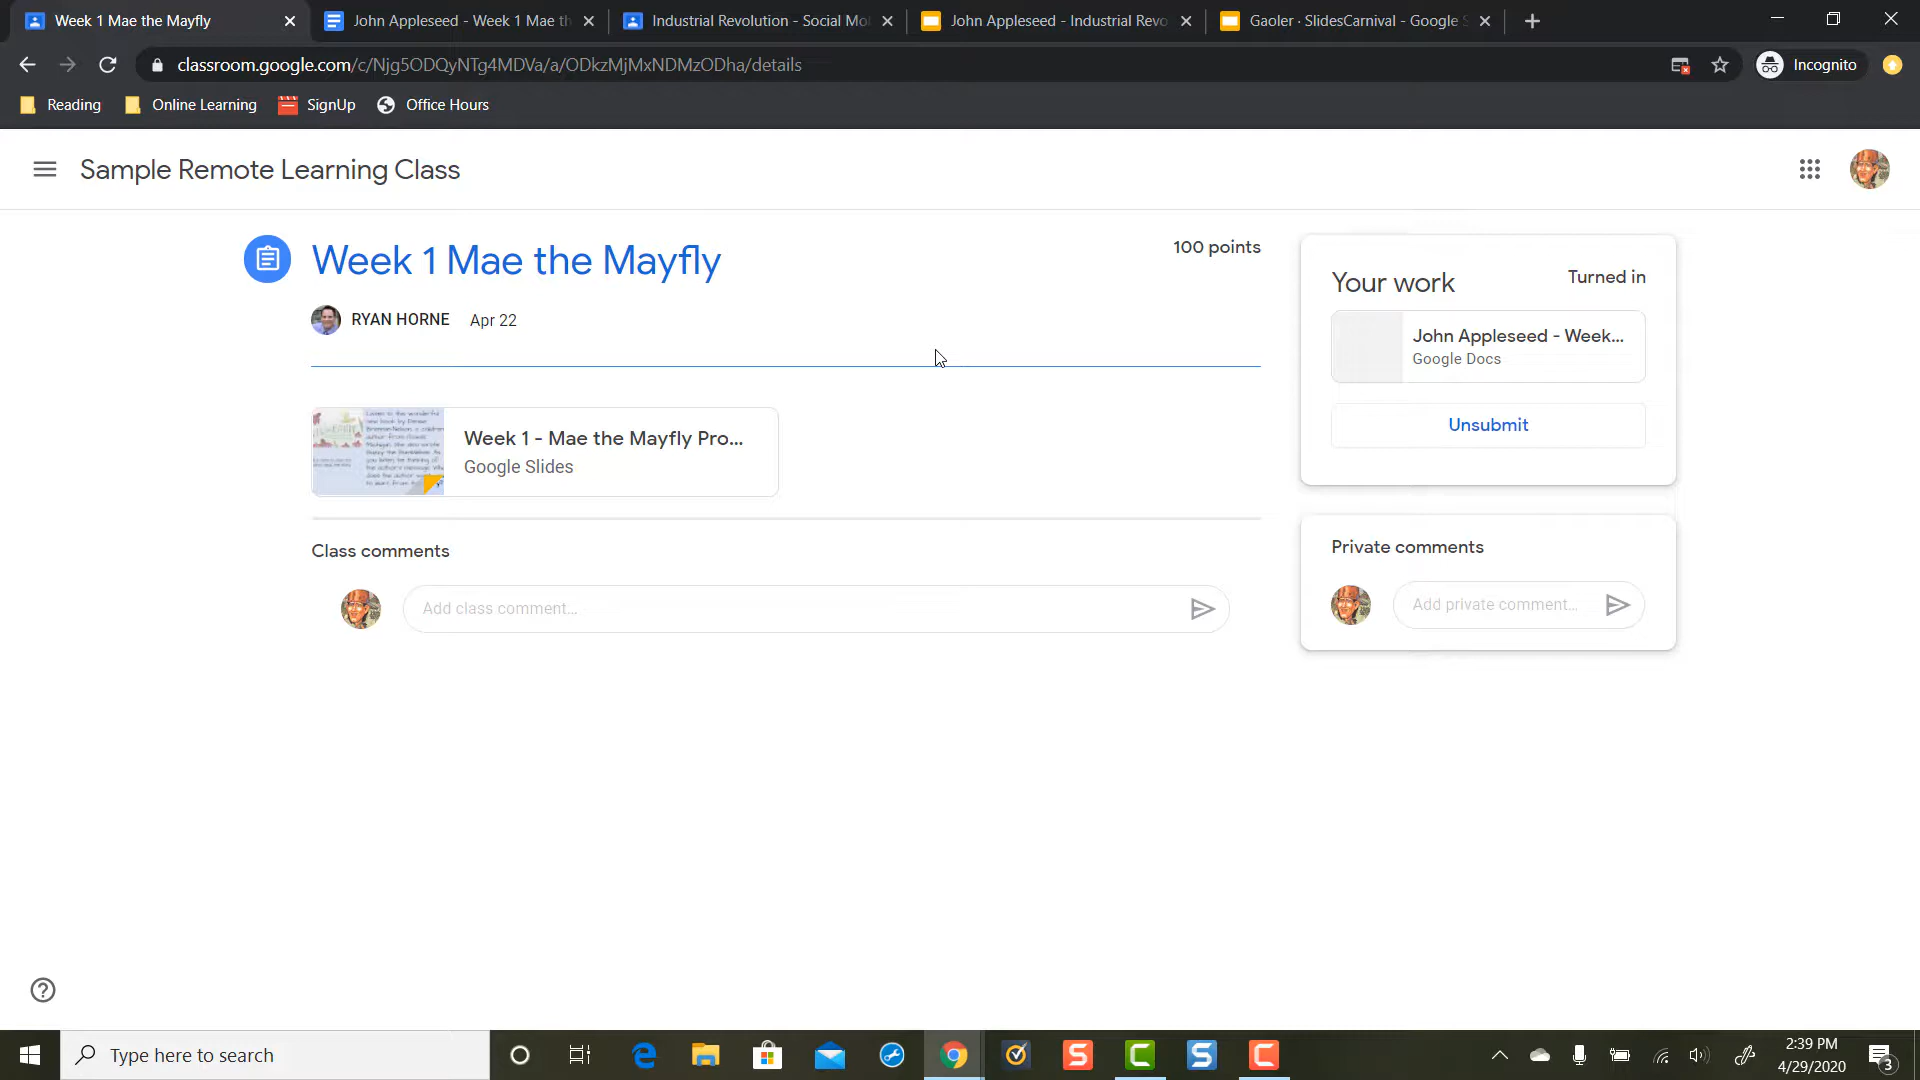 Week 1 Mae the Mayfly
John Appleseed - Week 1 Mae th
Industrial Revolution - Social Mo
John Appleseed - Industrial Revo
Gaoler · SlidesCarnival - Google S
classroom.google.com/c/Njg5ODQyNTg4MDVa/a/ODkzMjMxNDMzODha/details
Incognito
Reading
Online Learning
SignUp
Office Hours
Sample Remote Learning Class
Week 1 Mae the Mayfly
100 points
RYAN HORNE
Apr 22
Your work
Turned in
John Appleseed - Week...
Google Docs
Unsubmit
Week 1 - Mae the Mayfly Pro...
Google Slides
Class comments
Add class comment...
Private comments
Add private comment...
Type here to search
2:39 PM
4/29/2020
3